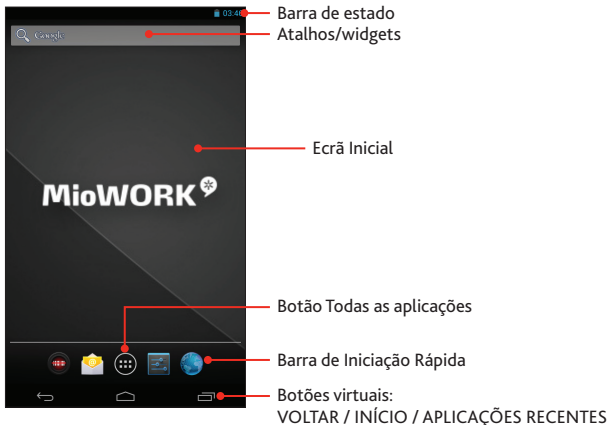 03:46
Barra de estado
Google
Atalhos/widgets
Ecrã Inicial
MioWORK
Botão Todas as aplicações
Barra de Iniciação Rápida
Botões virtuais:
VOLTAR / INÍCIO / APLICAÇÕES RECENTES